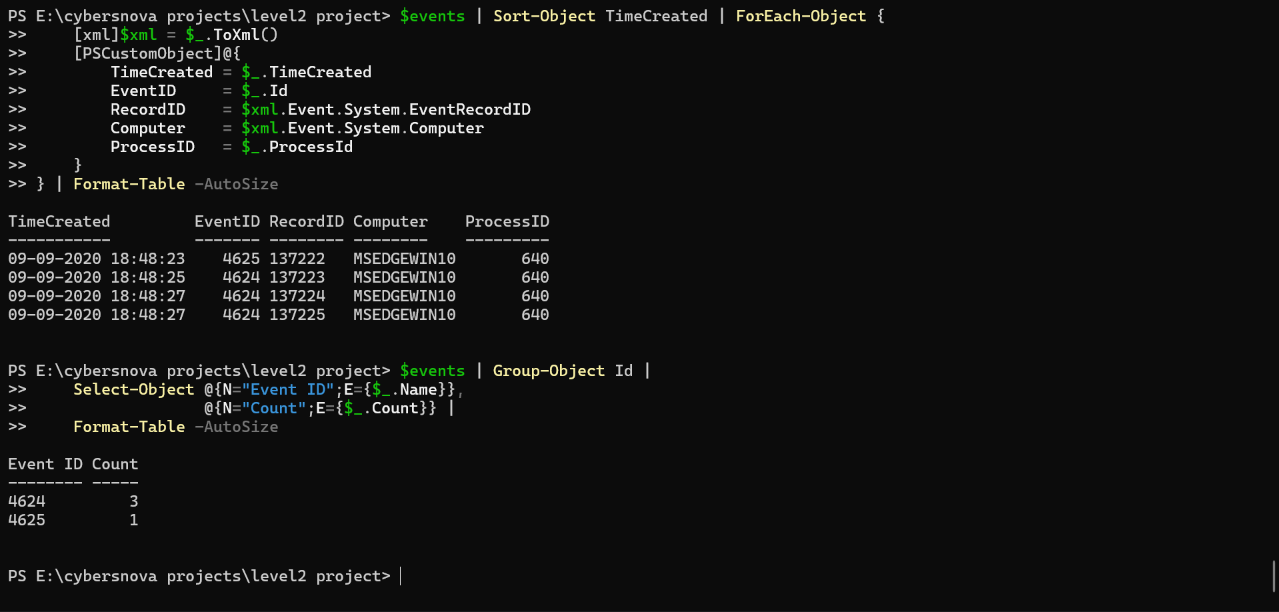 PS E:\cybersnova projects\level2 project> $events | Sort-Object TimeCreated | ForEach-Object {
>>     [xml]$xml = $_.ToXml()
>>     [PSCustomObject]@{
>>         TimeCreated = $_.TimeCreated
>>         EventID     = $_.Id
>>         RecordID    = $xml.Event.System.EventRecordID
>>         Computer    = $xml.Event.System.Computer
>>         ProcessID   = $_.ProcessId
>>     }
>> } | Format-Table -AutoSize
TimeCreated         EventID RecordID Computer    ProcessID
-----------         ------- -------- --------    ---------
09-09-2020 18:48:23    4625 137222   MSEDGEWIN10       640
09-09-2020 18:48:25    4624 137223   MSEDGEWIN10       640
09-09-2020 18:48:27    4624 137224   MSEDGEWIN10       640
09-09-2020 18:48:27    4624 137225   MSEDGEWIN10       640
PS E:\cybersnova projects\level2 project> $events | Group-Object Id |
>>     Select-Object @{N="Event ID";E={$_.Name}},
>>                   @{N="Count";E={$_.Count}} |
>>     Format-Table -AutoSize
Event ID Count
-------- -----
4624         3
4625         1
PS E:\cybersnova projects\level2 project>